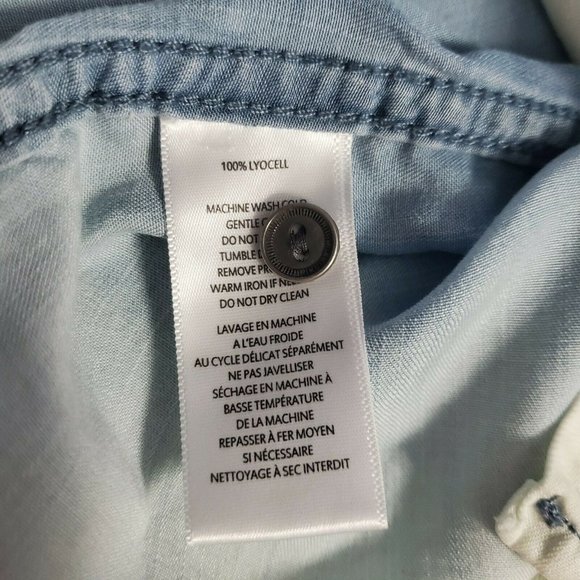 100% LYOCELL
MACHINE WASH COLD
GENTLE
DO NOT
TUMBLE
REMOVE
WARM IRON IF
DO NOT DRY CLEAN
LAVAGE EN MACHINE
A L'EAU FROIDE
AU CYCLE DÉLICAT SÉPARÉMENT
NE PAS JAVELLISER
SÉCHAGE EN MACHINE À
BASSE TEMPÉRATURE
DE LA MACHINE
REPASSER À FER MOYEN
SI NÉCESSAIRE
NETTOYAGE À SEC INTERDIT